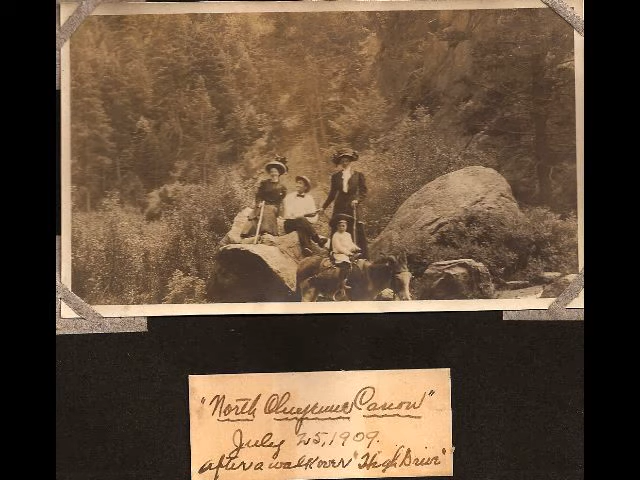 "North Cheyenne Canon"
July 25, 1909.
after a walk over "High Drive"